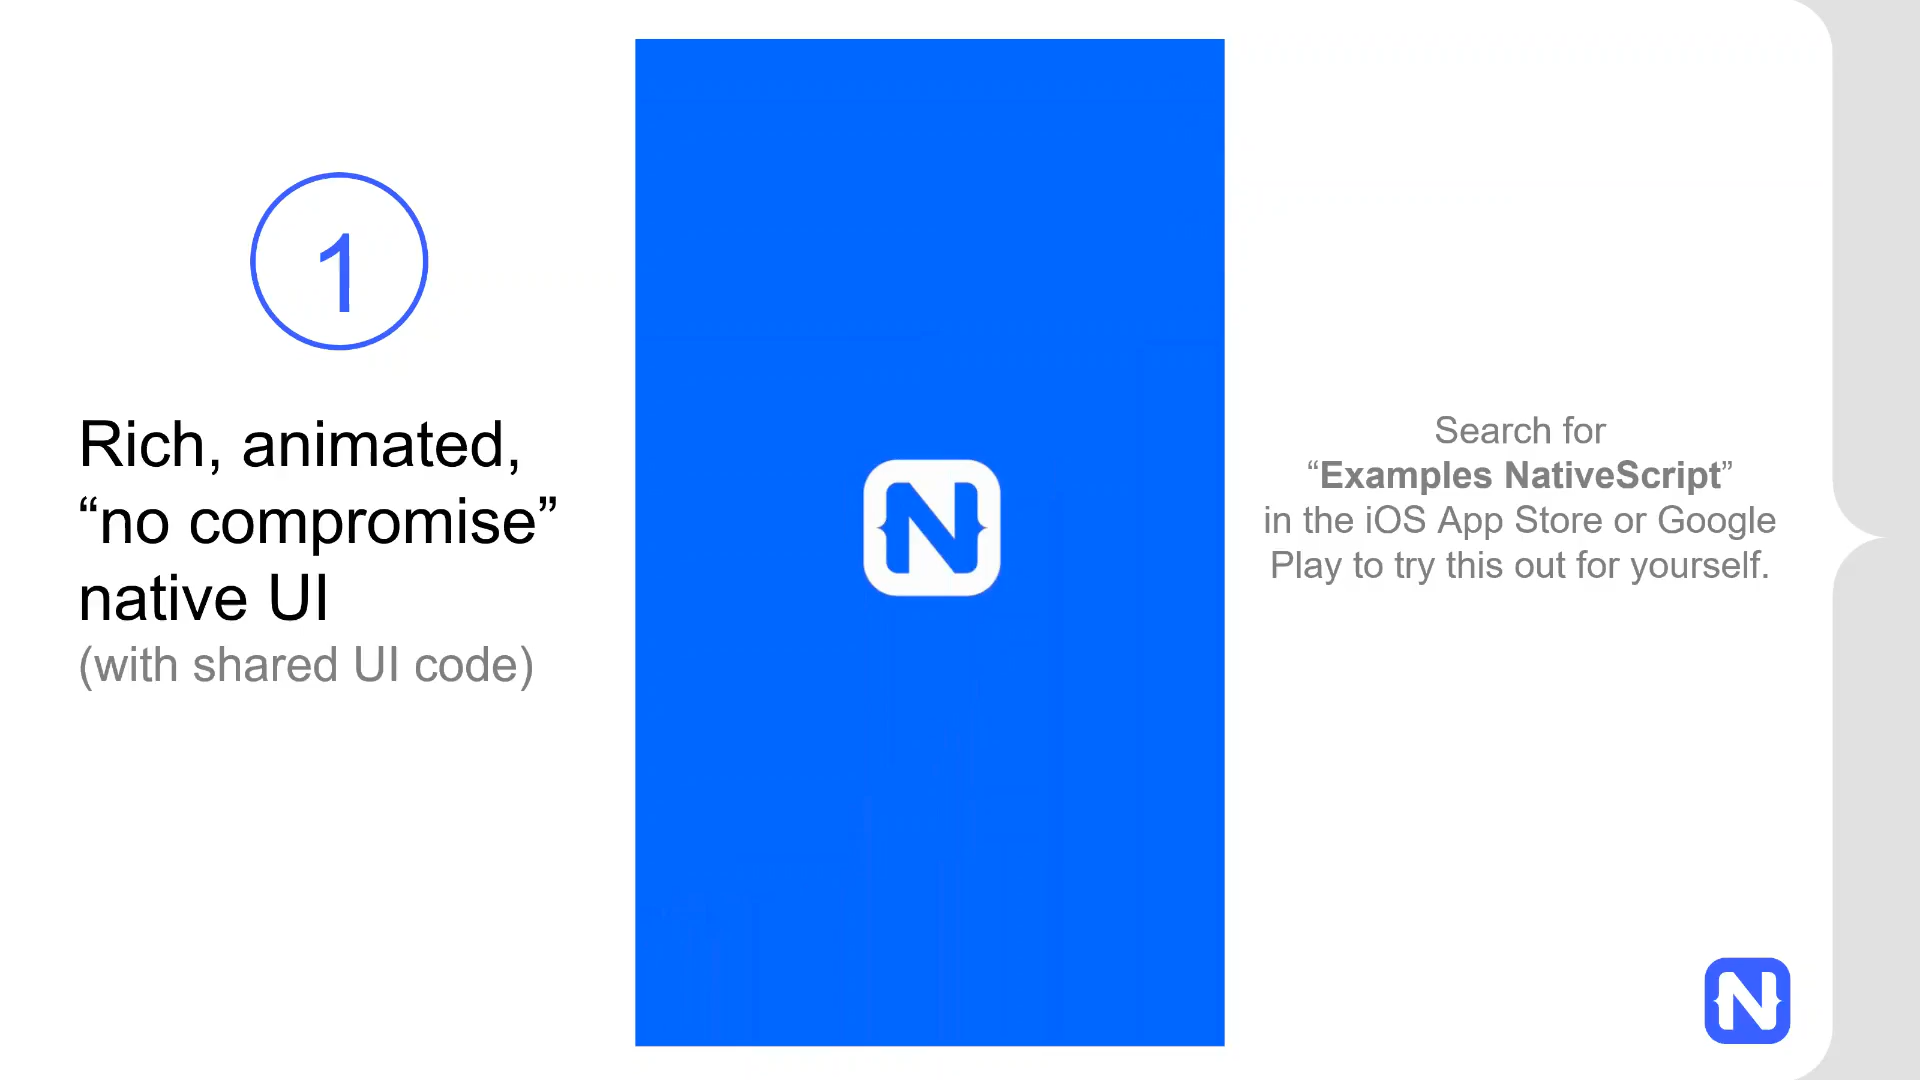 1
Rich, animated,
“no compromise”
native UI
(with shared UI code)
N
Search for
“Examples NativeScript”
in the iOS App Store or Google
Play to try this out for yourself.
N